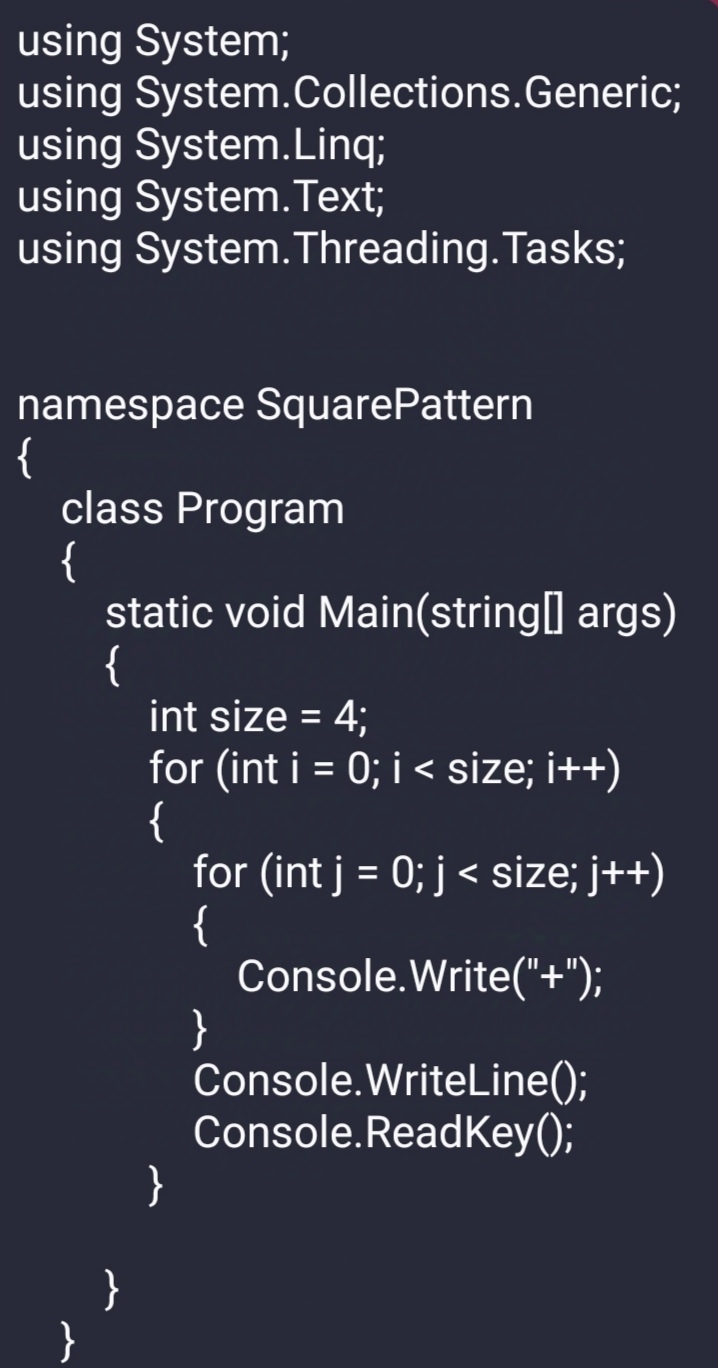 using System;
using System.Collections.Generic;
using System.Linq;
using System.Text;
using System.Threading.Tasks;
namespace SquarePattern
{
class Program
{
static void Main(string[] args)
{
int size = 4;
for (int i = 0; i < size; i++)
{
for (int j = 0; j < size; j++)
{
Console.Write("+");
}
Console.WriteLine();
Console.ReadKey();
}
}
}